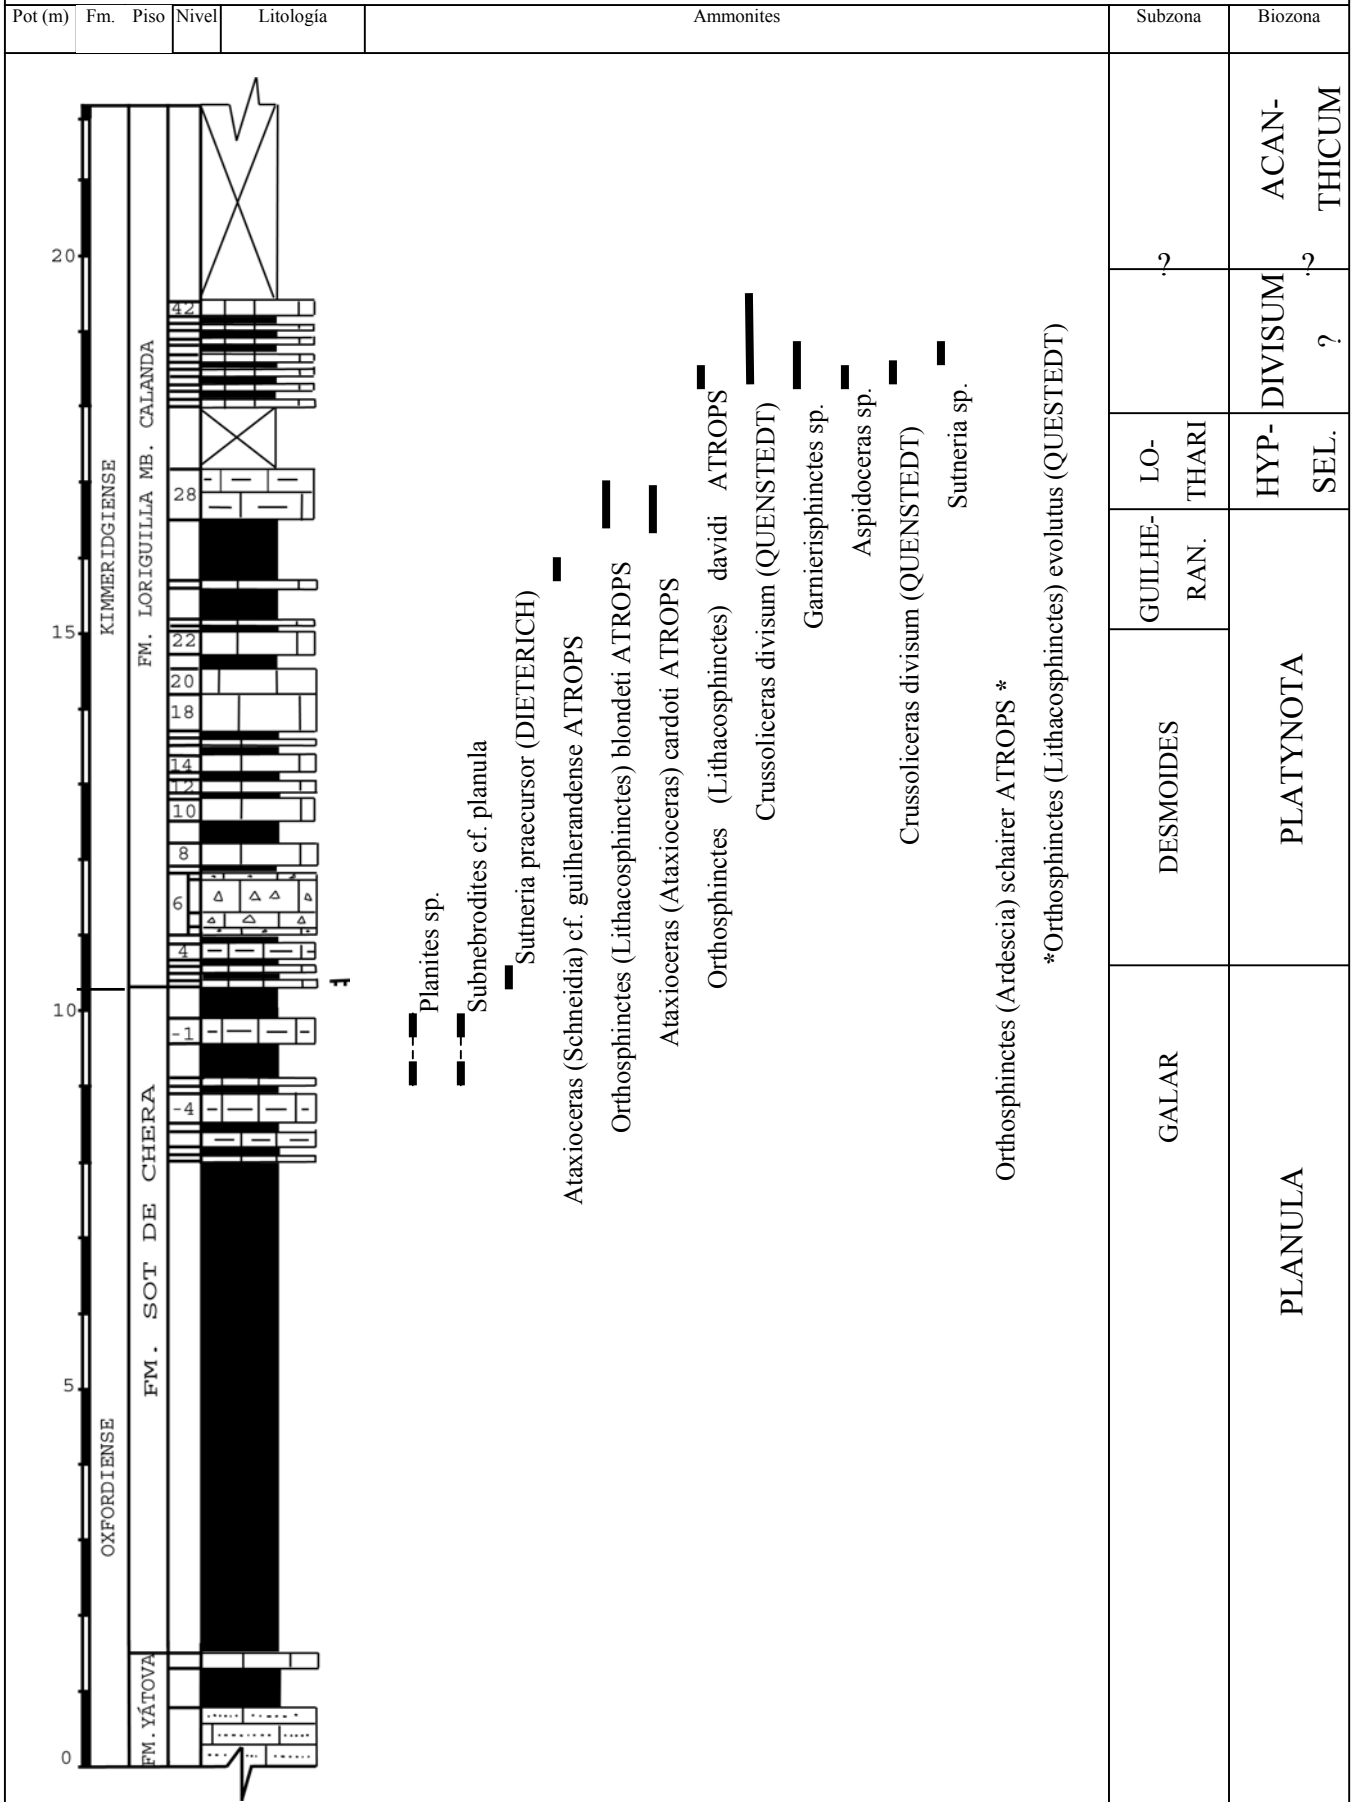 Pot (m) Fm. Piso Nivel Litología Ammonites Subzona Biozona
20
15
10
5
0
KIMMERIDGIENSE
OXFORDIENSE
FM. LORIGUILLA MB. CALANDA
FM. SOT DE CHERA
FM. YÁTOVA
42
28
22
20
18
14
12
10
8
6
4
-1
-4
Planites sp.
Subnebrodites cf. planula
Sutneria praecursor (DIETERICH)
Ataxioceras (Schneidia) cf. guilherandense ATROPS
Orthosphinctes (Lithacosphinctes) blondeti ATROPS
Ataxioceras (Ataxioceras) cardoti ATROPS
Orthosphinctes (Lithacosphinctes) davidi ATROPS
Crussoliceras divisum (QUENSTEDT)
Garnierisphinctes sp.
Aspidoceras sp.
Crussoliceras divisum (QUENSTEDT)
Sutneria sp.
Orthosphinctes (Ardescia) schairer ATROPS *
*Orthosphinctes (Lithacosphinctes) evolutus (QUESTEDT)
?
LO-
THARI
GUILHE-
RAN.
DESMOIDES
GALAR
ACAN-
THICUM
?
DIVISUM
?
HYP-
SEL.
PLATYNOTA
PLANULA